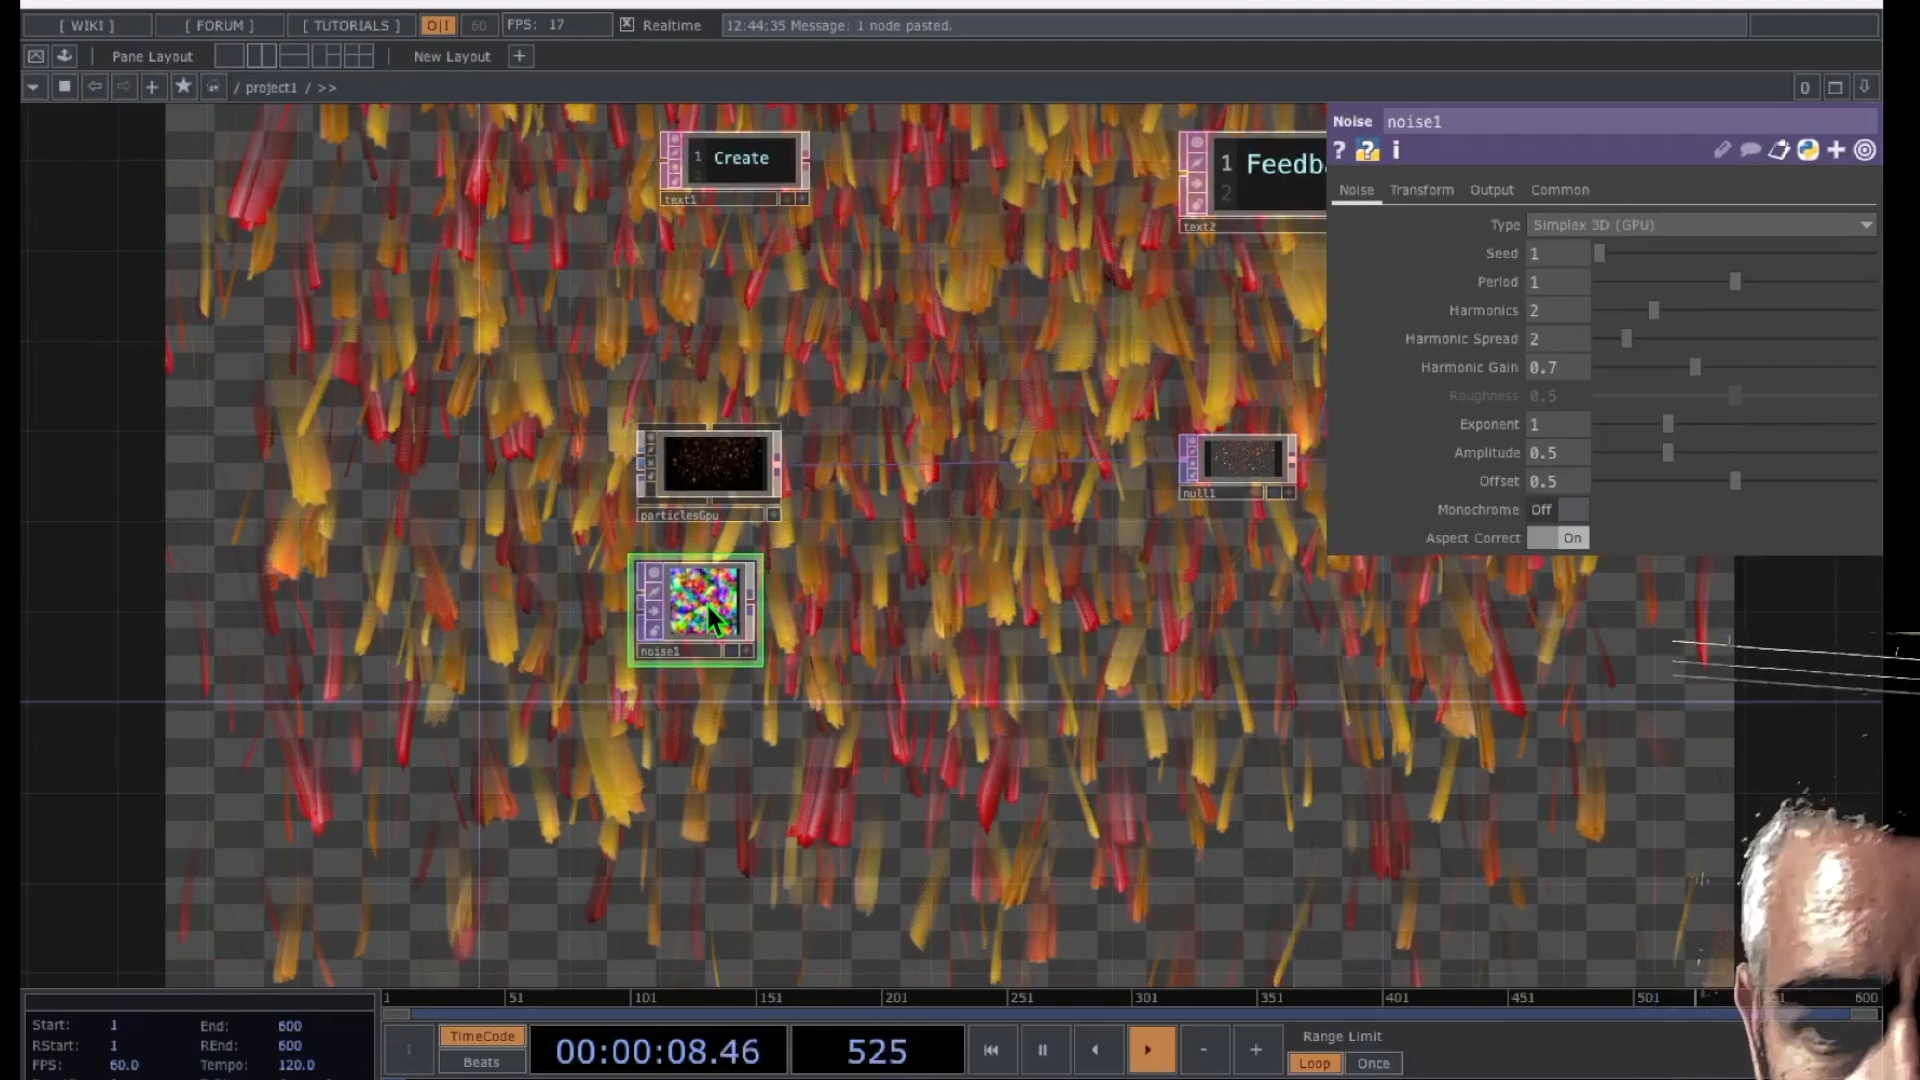 [ WIKI ]
[ FORUM ]
[ TUTORIALS ]
O|I
60
FPS: 17
Realtime
12:44:35 Message: 1 node pasted.
Pane Layout
New Layout
+
/ project1 / >>
0
1 Create
2
text1
1 Feedb
2
text2
particlesGpu
null1
noise1
Noise noise1
Noise Transform Output Common
Type Simplex 3D (GPU)
Seed 1
Period 1
Harmonics 2
Harmonic Spread 2
Harmonic Gain 0.7
Roughness 0.5
Exponent 1
Amplitude 0.5
Offset 0.5
Monochrome Off
Aspect Correct On
1 51 101 151 201 251 301 351 401 451 501 600
Start: 1 End: 600
RStart: 1 REnd: 600
FPS: 60.0 Tempo: 120.0
TimeCode
Beats
00:00:08.46
525
- +
Range Limit
Loop Once